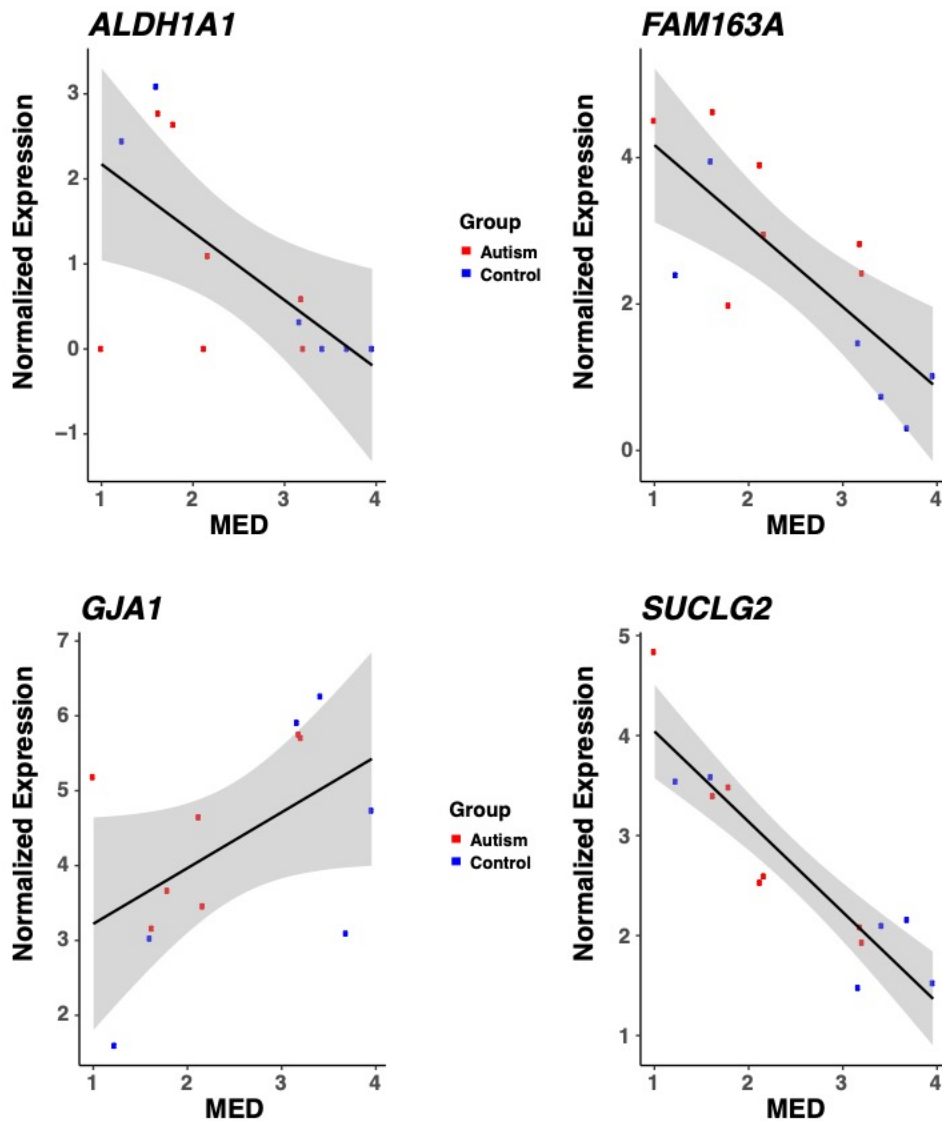 ALDH1A1
Normalized Expression
3
2
1
0
−1
1 2 3 4
MED
Group
Autism
Control
FAM163A
Normalized Expression
4
2
0
1 2 3 4
MED
GJA1
Normalized Expression
7
6
5
4
3
2
1 2 3 4
MED
Group
Autism
Control
SUCLG2
Normalized Expression
5
4
3
2
1
1 2 3 4
MED